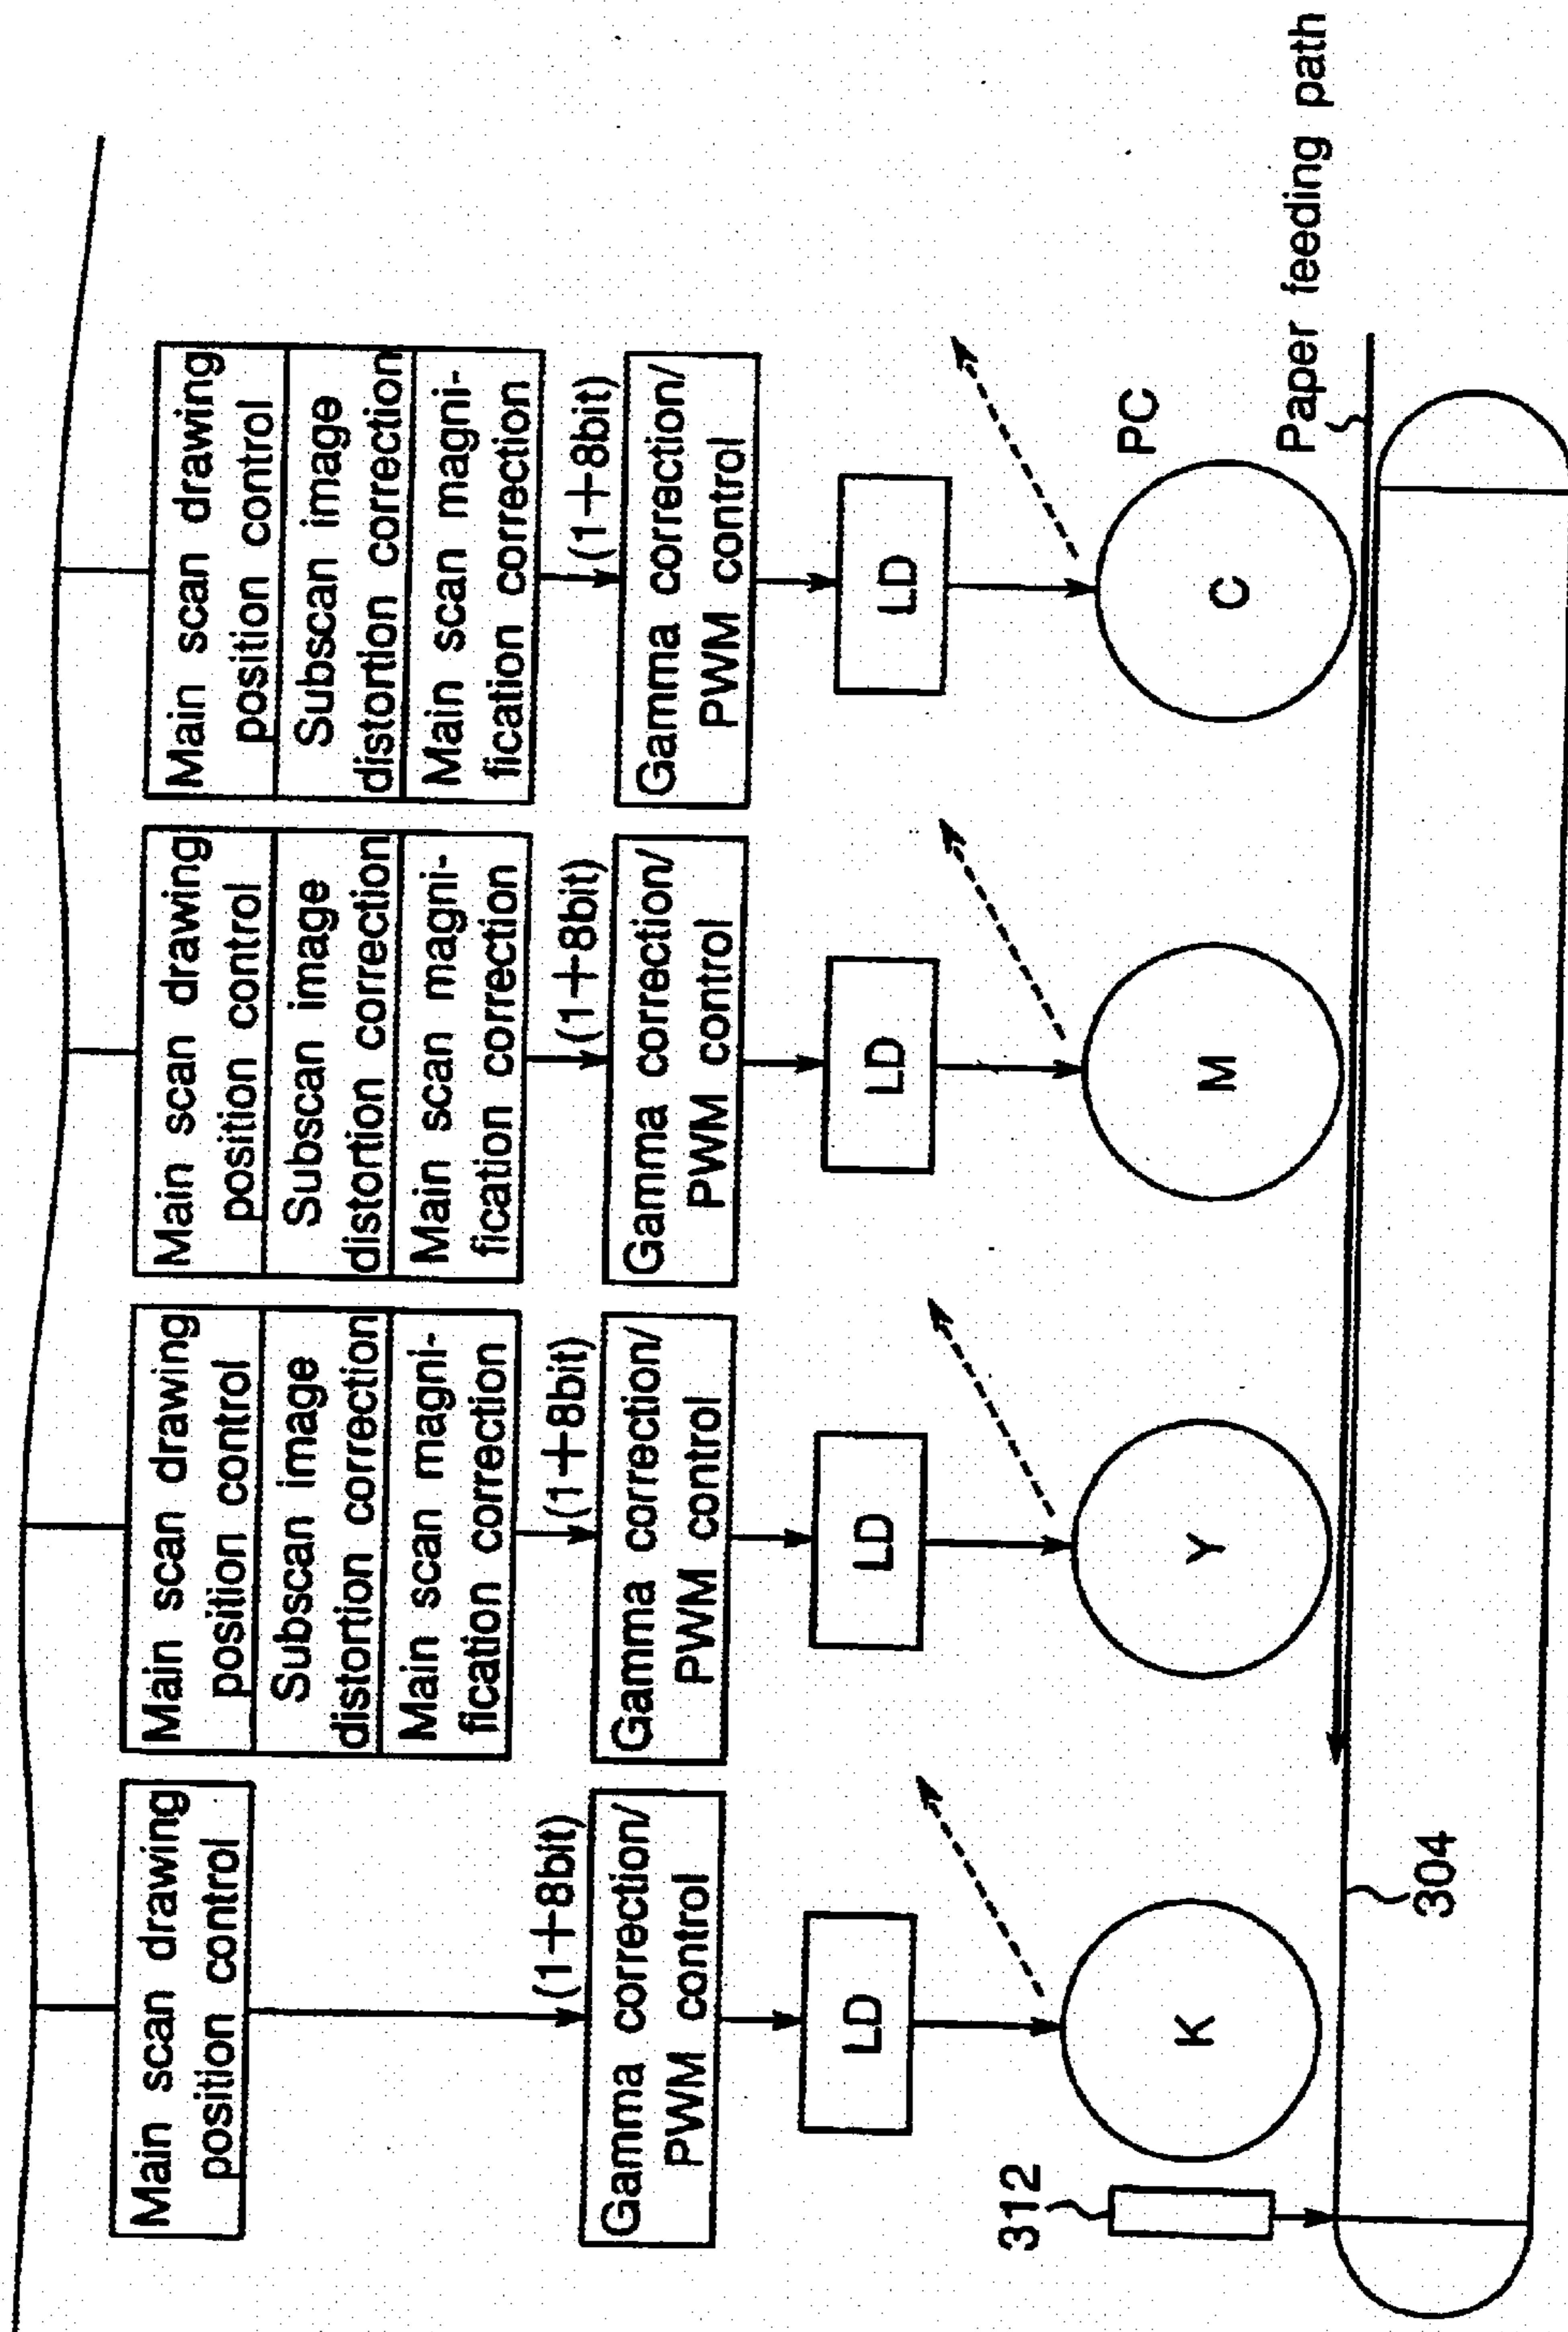 Main scan drawing
position control
(1+8bit)
Gamma correction/
PWM control
LD
K
312
304
Main scan drawing
position control
Subscan image
distortion correction
Main scan magni-
fication correction
(1+8bit)
Gamma correction/
PWM control
LD
Y
Main scan drawing
position control
Subscan image
distortion correction
Main scan magni-
fication correction
(1+8bit)
Gamma correction/
PWM control
LD
M
Main scan drawing
position control
Subscan image
distortion correction
Main scan magni-
fication correction
(1+8bit)
Gamma correction/
PWM control
LD
C
PC
Paper feeding path